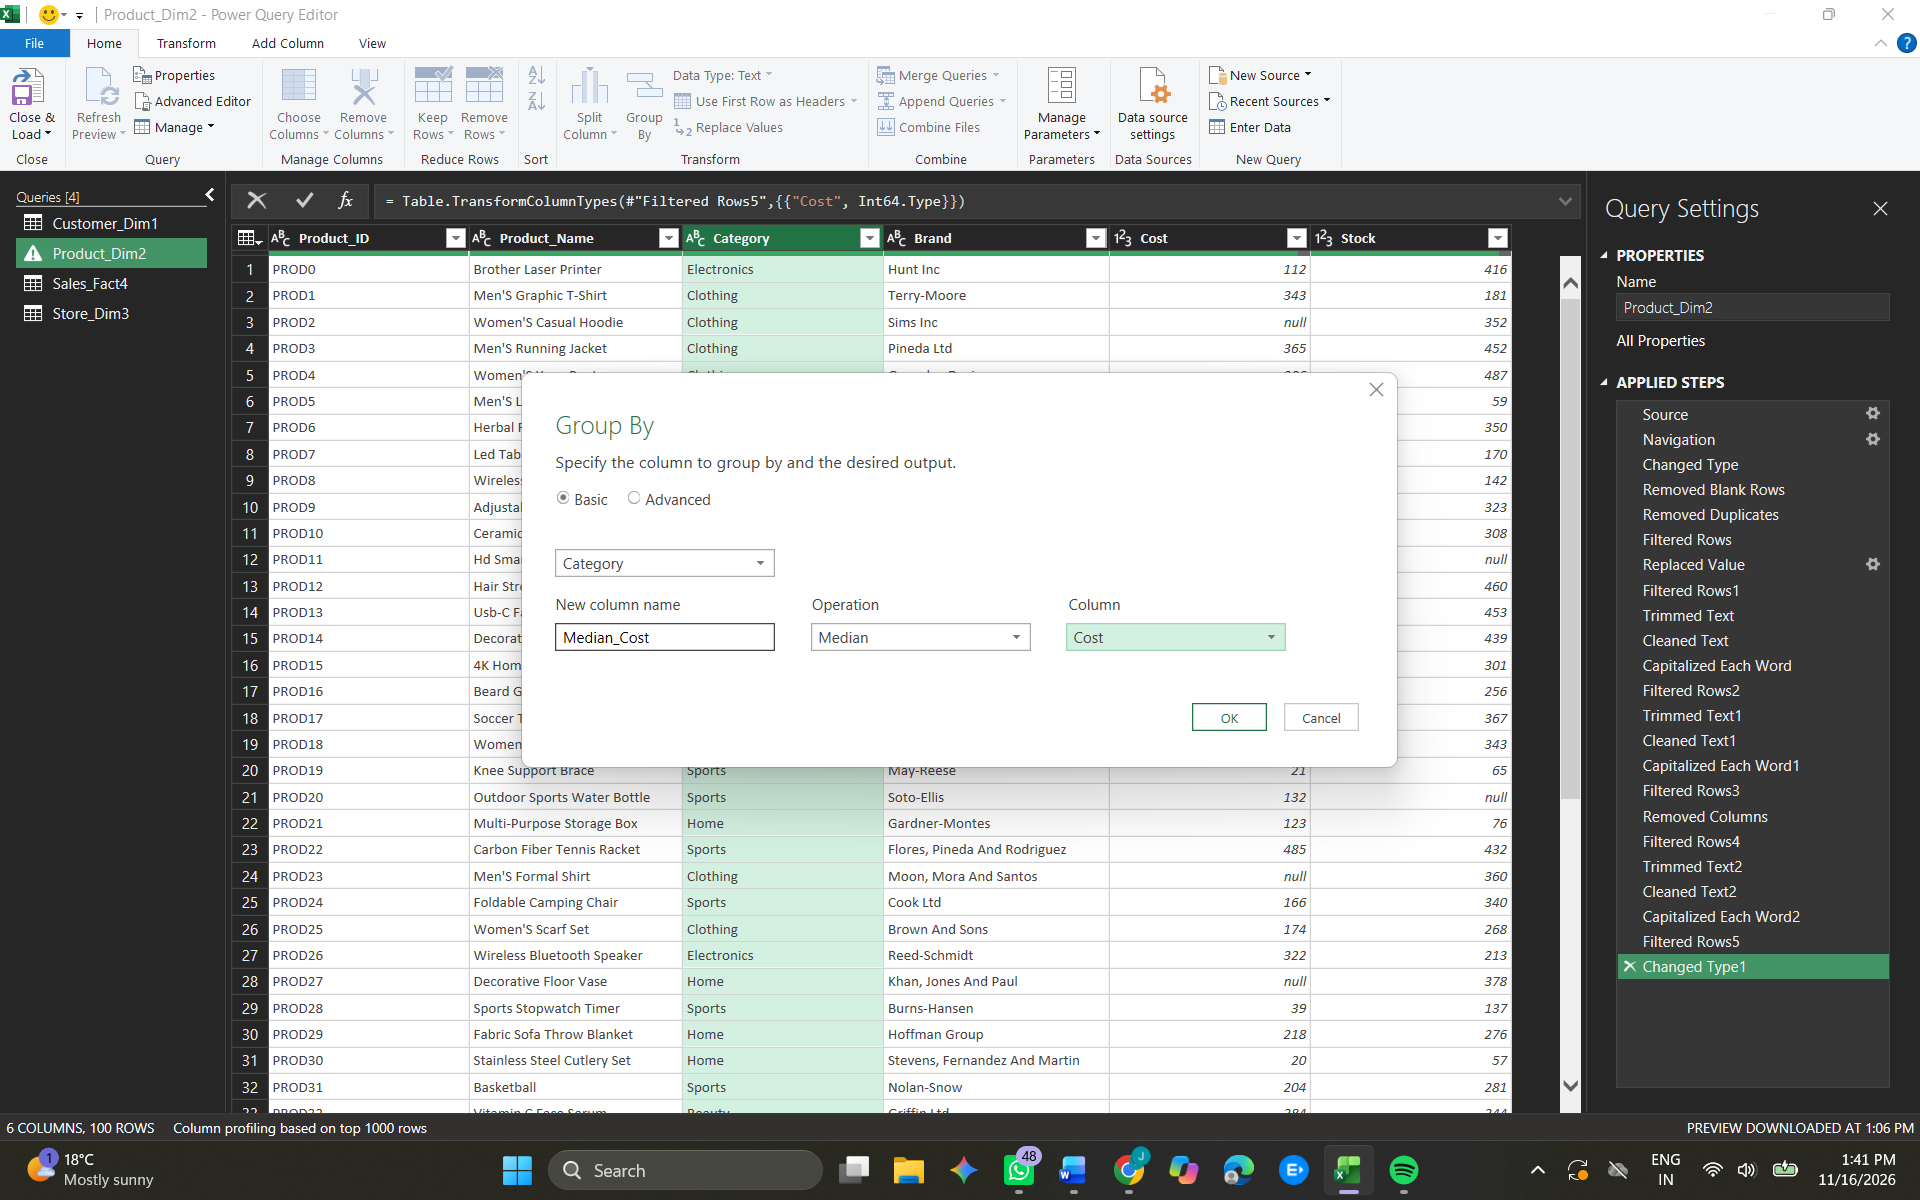 Product_Dim2 - Power Query Editor
File Home Transform Add Column View
Close & Load
Refresh Preview
Properties
Advanced Editor
Manage
Choose Columns
Remove Columns
Keep Rows
Remove Rows
Split Column
Group By
Data Type: Text
Use First Row as Headers
Replace Values
Merge Queries
Append Queries
Combine Files
Manage Parameters
Data source settings
New Source
Recent Sources
Enter Data
Close Query Manage Columns Reduce Rows Sort Transform Combine Parameters Data Sources New Query
Queries [4]
Customer_Dim1
Product_Dim2
Sales_Fact4
Store_Dim3
= Table.TransformColumnTypes(#"Filtered Rows5",{{"Cost", Int64.Type}})
Product_ID Product_Name Category Brand Cost Stock
1 PROD0 Brother Laser Printer Electronics Hunt Inc 112 416
2 PROD1 Men'S Graphic T-Shirt Clothing Terry-Moore 343 181
3 PROD2 Women'S Casual Hoodie Clothing Sims Inc null 352
4 PROD3 Men'S Running Jacket Clothing Pineda Ltd 365 452
5 PROD4 487
6 PROD5 Men'S L 59
7 PROD6 Herbal F 350
8 PROD7 Led Tab 170
9 PROD8 Wireles 142
10 PROD9 Adjusta 323
11 PROD10 Ceramic 308
12 PROD11 Hd Sma null
13 PROD12 Hair Stre 460
14 PROD13 Usb-C F 453
15 PROD14 Decorat 439
16 PROD15 4K Hom 301
17 PROD16 Beard G 256
18 PROD17 Soccer T 367
19 PROD18 Women 343
20 PROD19 Knee Support Brace Sports May-Reese 21 65
21 PROD20 Outdoor Sports Water Bottle Sports Soto-Ellis 132 null
22 PROD21 Multi-Purpose Storage Box Home Gardner-Montes 123 76
23 PROD22 Carbon Fiber Tennis Racket Sports Flores, Pineda And Rodriguez 485 432
24 PROD23 Men'S Formal Shirt Clothing Moon, Mora And Santos null 360
25 PROD24 Foldable Camping Chair Sports Cook Ltd 166 340
26 PROD25 Women'S Scarf Set Clothing Brown And Sons 174 268
27 PROD26 Wireless Bluetooth Speaker Electronics Reed-Schmidt 322 213
28 PROD27 Decorative Floor Vase Home Khan, Jones And Paul null 378
29 PROD28 Sports Stopwatch Timer Sports Burns-Hansen 39 137
30 PROD29 Fabric Sofa Throw Blanket Home Hoffman Group 218 276
31 PROD30 Stainless Steel Cutlery Set Home Stevens, Fernandez And Martin 20 57
32 PROD31 Basketball Sports Nolan-Snow 204 281
Group By
Specify the column to group by and the desired output.
Basic Advanced
Category
New column name Operation Column
Median_Cost Median Cost
OK Cancel
Query Settings
PROPERTIES
Name
Product_Dim2
All Properties
APPLIED STEPS
Source
Navigation
Changed Type
Removed Blank Rows
Removed Duplicates
Filtered Rows
Replaced Value
Filtered Rows1
Trimmed Text
Cleaned Text
Capitalized Each Word
Filtered Rows2
Trimmed Text1
Cleaned Text1
Capitalized Each Word1
Filtered Rows3
Removed Columns
Filtered Rows4
Trimmed Text2
Cleaned Text2
Capitalized Each Word2
Filtered Rows5
Changed Type1
6 COLUMNS, 100 ROWS Column profiling based on top 1000 rows PREVIEW DOWNLOADED AT 1:06 PM
1 18°C
Mostly sunny
Search
48
ENG
IN
1:41 PM
11/16/2026